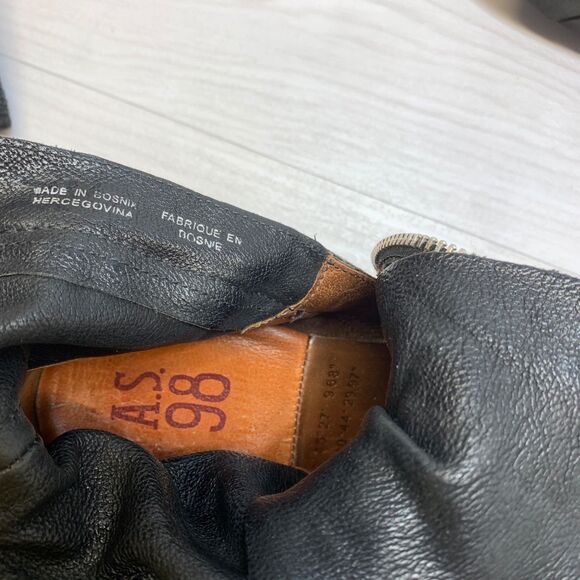 MADE IN BOSNIA
HERCEGOVINA
FABRIQUE EN
BOSNIE
A.S.
98